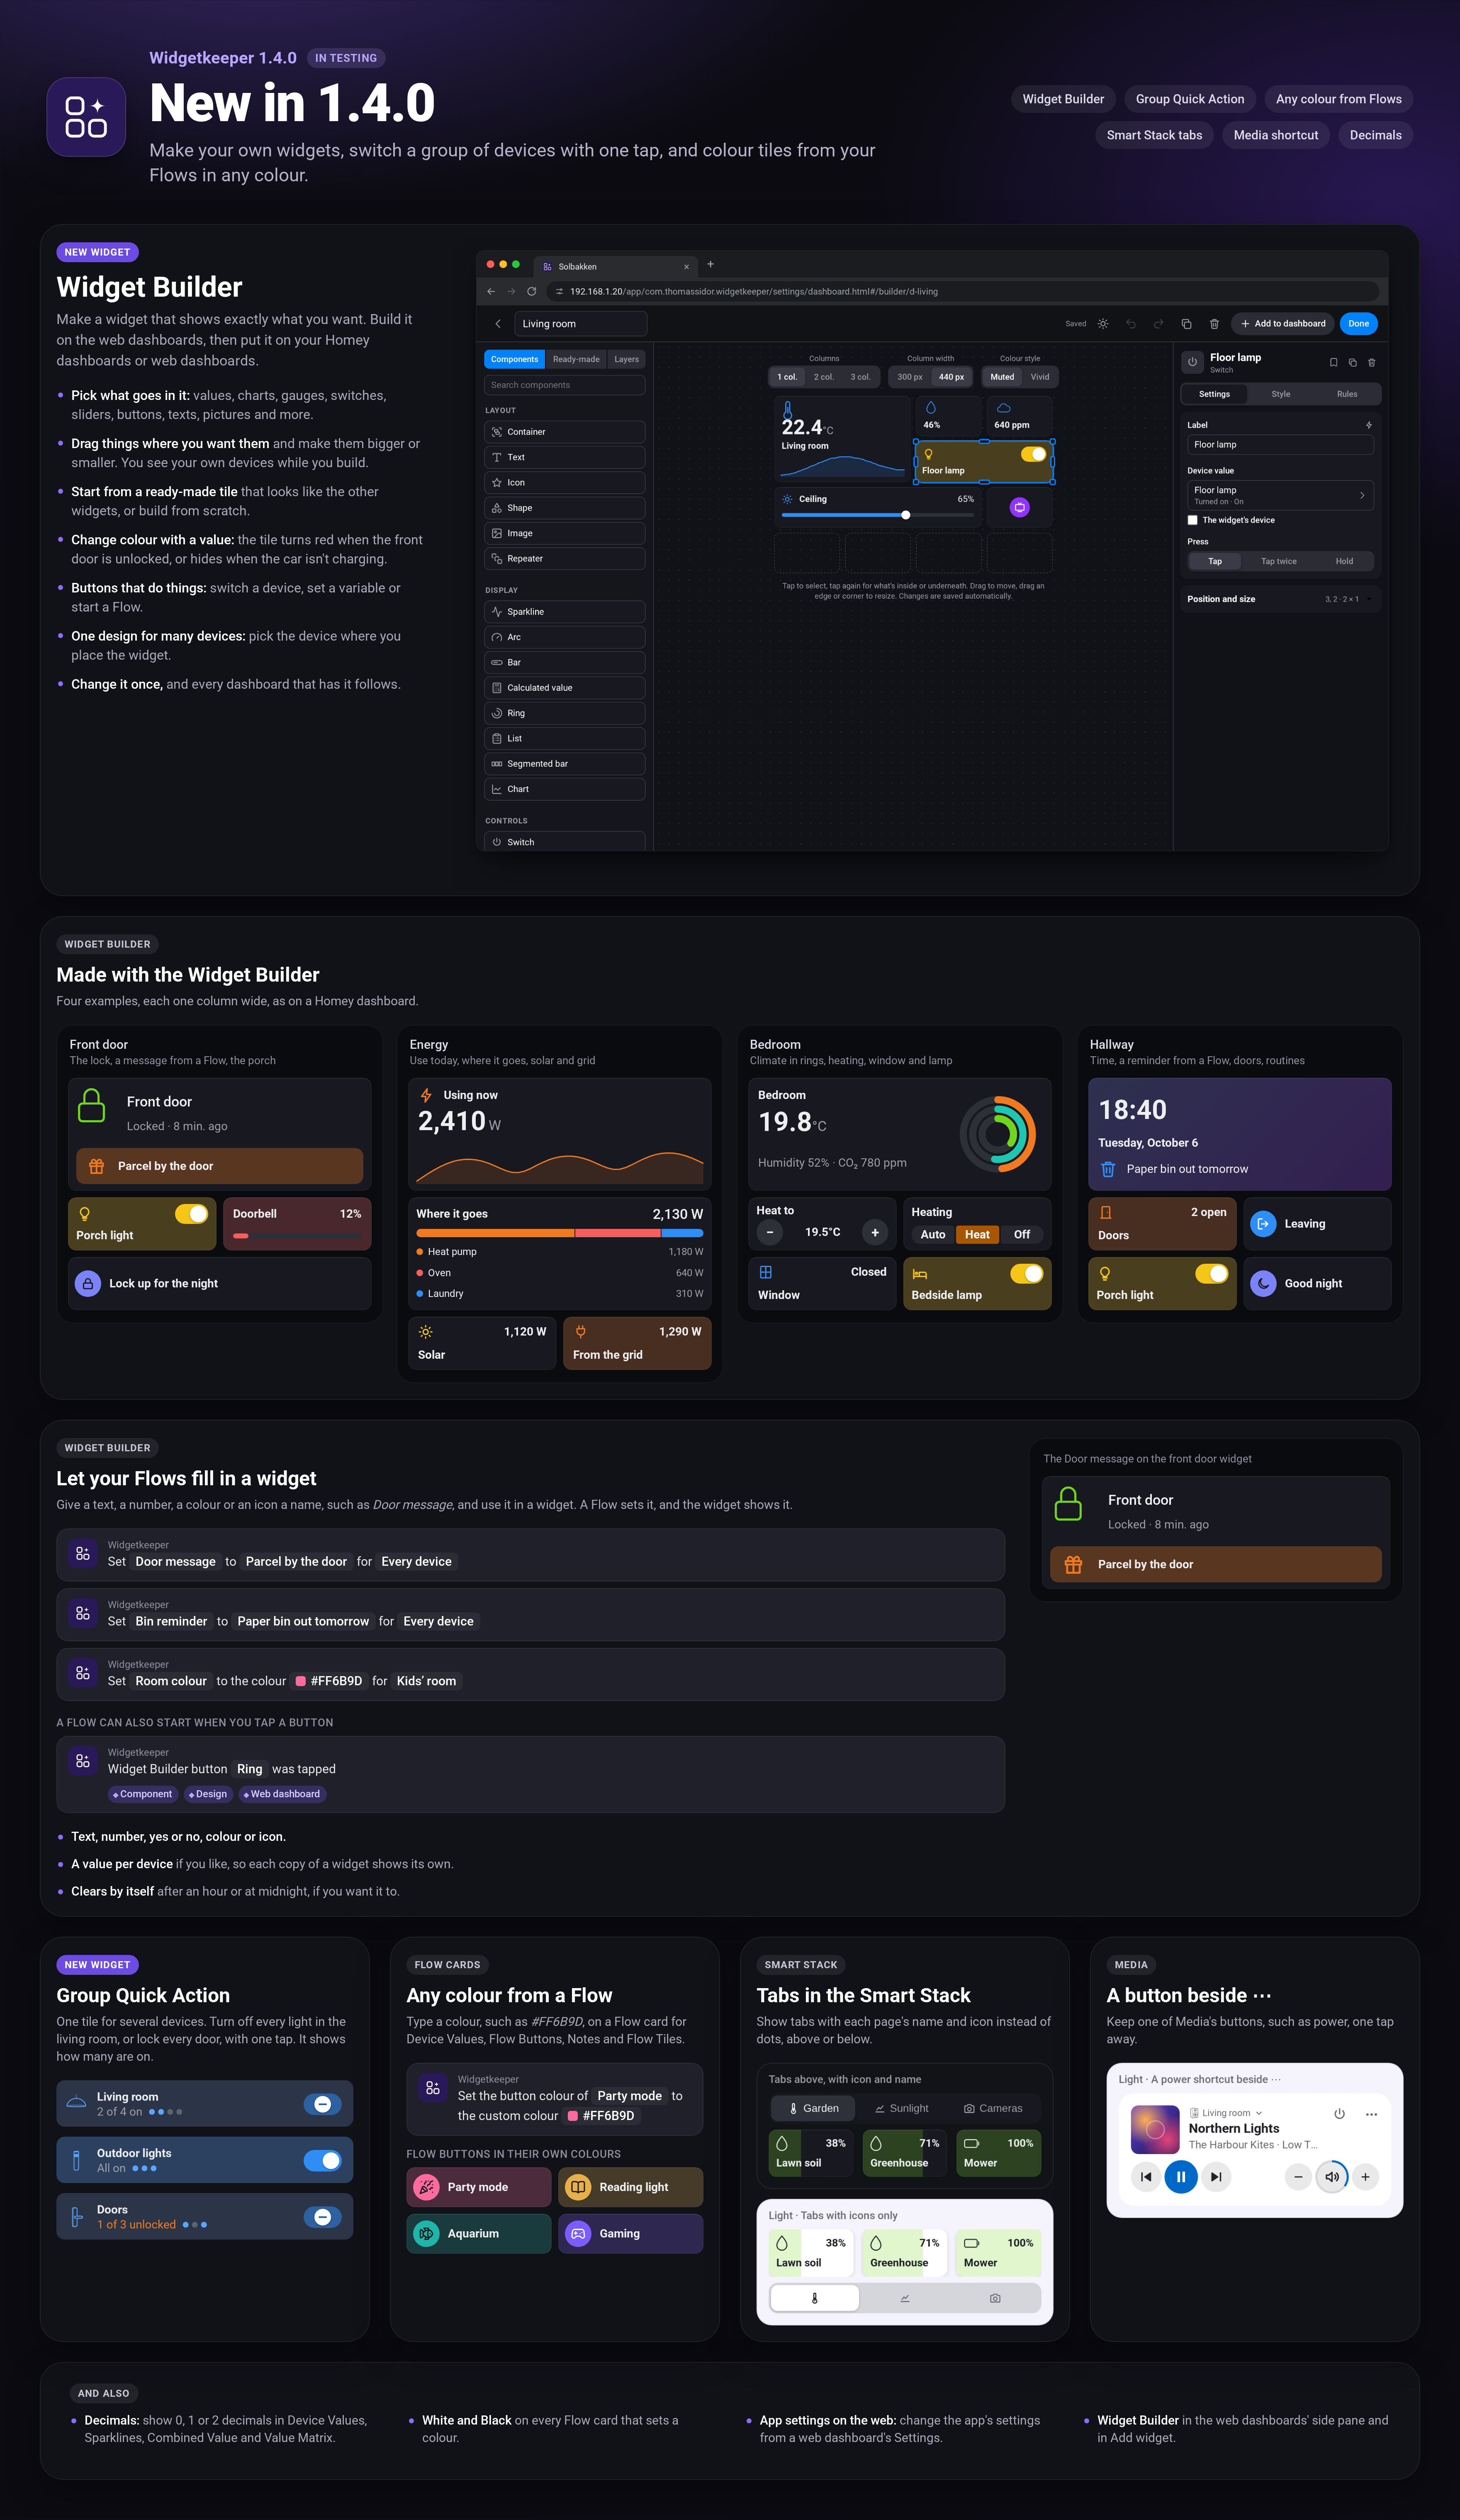 Widgetkeeper 1.4.0 IN TESTING
New in 1.4.0
Make your own widgets, switch a group of devices with one tap, and colour tiles from your
Flows in any colour.
Widget Builder Group Quick Action Any colour from Flows
Smart Stack tabs Media shortcut Decimals
NEW WIDGET
Widget Builder
Make a widget that shows exactly what you want. Build it
on the web dashboards, then put it on your Homey
dashboards or web dashboards.
Pick what goes in it: values, charts, gauges, switches,
sliders, buttons, texts, pictures and more.
Drag things where you want them and make them bigger or
smaller. You see your own devices while you build.
Start from a ready-made tile that looks like the other
widgets, or build from scratch.
Change colour with a value: the tile turns red when the front
door is unlocked, or hides when the car isn't charging.
Buttons that do things: switch a device, set a variable or
start a Flow.
One design for many devices: pick the device where you
place the widget.
Change it once, and every dashboard that has it follows.
Solbakken
192.168.1.20/app/com.thomassidor.widgetkeeper/settings/dashboard.html#/builder/d-living
Living room
Saved
Add to dashboard
Done
Components Ready-made Layers
Search components
LAYOUT
Container
Text
Icon
Shape
Image
Repeater
DISPLAY
Sparkline
Arc
Bar
Calculated value
Ring
List
Segmented bar
Chart
CONTROLS
Switch
Columns Column width Colour style
1 col. 2 col. 3 col. 300 px 440 px Muted Vivid
22.4°C
Living room
46%
640 ppm
Floor lamp
Ceiling 65%
Tap to select, tap again for what's inside or underneath. Drag to move, drag an
edge or corner to resize. Changes are saved automatically.
Floor lamp
Switch
Settings Style Rules
Label
Floor lamp
Device value
Floor lamp
Turned on · On
The widget's device
Press
Tap Tap twice Hold
Position and size 3, 2 · 2 × 1
WIDGET BUILDER
Made with the Widget Builder
Four examples, each one column wide, as on a Homey dashboard.
Front door
The lock, a message from a Flow, the porch
Front door
Locked · 8 min. ago
Parcel by the door
Porch light
Doorbell 12%
Lock up for the night
Energy
Use today, where it goes, solar and grid
Using now
2,410 W
Where it goes 2,130 W
Heat pump 1,180 W
Oven 640 W
Laundry 310 W
1,120 W
Solar
1,290 W
From the grid
Bedroom
Climate in rings, heating, window and lamp
Bedroom
19.8°C
Humidity 52% · CO₂ 780 ppm
Heat to
− 19.5°C +
Heating
Auto Heat Off
Closed
Window
Bedside lamp
Hallway
Time, a reminder from a Flow, doors, routines
18:40
Tuesday, October 6
Paper bin out tomorrow
2 open
Doors
Leaving
Porch light
Good night
WIDGET BUILDER
Let your Flows fill in a widget
Give a text, a number, a colour or an icon a name, such as Door message, and use it in a widget. A Flow sets it, and the widget shows it.
Widgetkeeper
Set Door message to Parcel by the door for Every device
Widgetkeeper
Set Bin reminder to Paper bin out tomorrow for Every device
Widgetkeeper
Set Room colour to the colour #FF6B9D for Kids' room
A FLOW CAN ALSO START WHEN YOU TAP A BUTTON
Widgetkeeper
Widget Builder button Ring was tapped
Component Design Web dashboard
Text, number, yes or no, colour or icon.
A value per device if you like, so each copy of a widget shows its own.
Clears by itself after an hour or at midnight, if you want it to.
The Door message on the front door widget
Front door
Locked · 8 min. ago
Parcel by the door
NEW WIDGET
Group Quick Action
One tile for several devices. Turn off every light in the
living room, or lock every door, with one tap. It shows
how many are on.
Living room
2 of 4 on
Outdoor lights
All on
Doors
1 of 3 unlocked
FLOW CARDS
Any colour from a Flow
Type a colour, such as #FF6B9D, on a Flow card for
Device Values, Flow Buttons, Notes and Flow Tiles.
Widgetkeeper
Set the button colour of Party mode to
the custom colour #FF6B9D
FLOW BUTTONS IN THEIR OWN COLOURS
Party mode Reading light
Aquarium Gaming
SMART STACK
Tabs in the Smart Stack
Show tabs with each page's name and icon instead of
dots, above or below.
Tabs above, with icon and name
Garden Sunlight Cameras
38% 71% 100%
Lawn soil Greenhouse Mower
Light · Tabs with icons only
38% 71% 100%
Lawn soil Greenhouse Mower
MEDIA
A button beside ···
Keep one of Media's buttons, such as power, one tap
away.
Light · A power shortcut beside ···
Living room
Northern Lights
The Harbour Kites · Low T…
AND ALSO
Decimals: show 0, 1 or 2 decimals in Device Values,
Sparklines, Combined Value and Value Matrix.
White and Black on every Flow card that sets a
colour.
App settings on the web: change the app's settings
from a web dashboard's Settings.
Widget Builder in the web dashboards' side pane and
in Add widget.